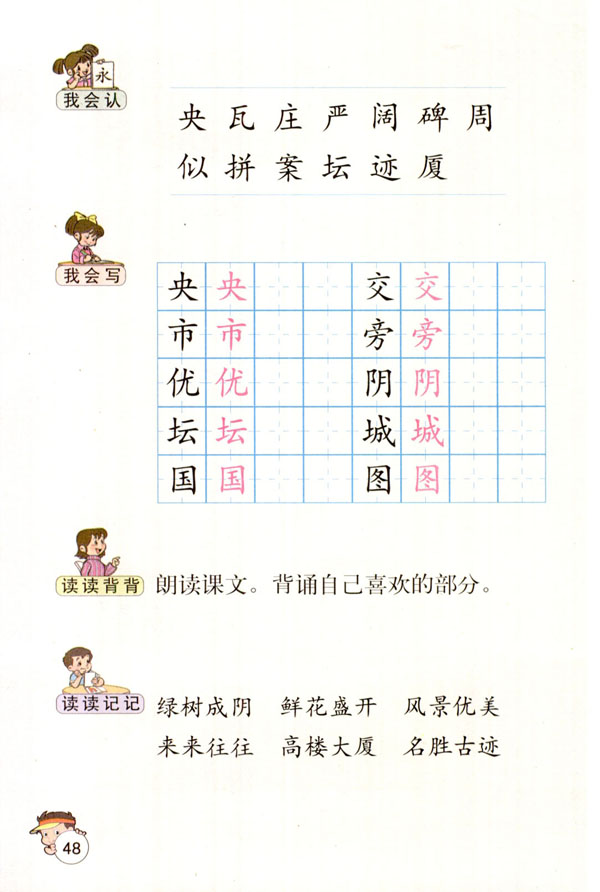 永
我会认
央 瓦 庄 严 阔 碑 周
似 拼 案 坛 迹 厦
我会写
央 央 交 交
市 市 旁 旁
优 优 阴 阴
坛 坛 城 城
国 国 图 图
读读背背 朗读课文。背诵自己喜欢的部分。
读读记记 绿树成阴 鲜花盛开 风景优美
来来往往 高楼大厦 名胜古迹
48